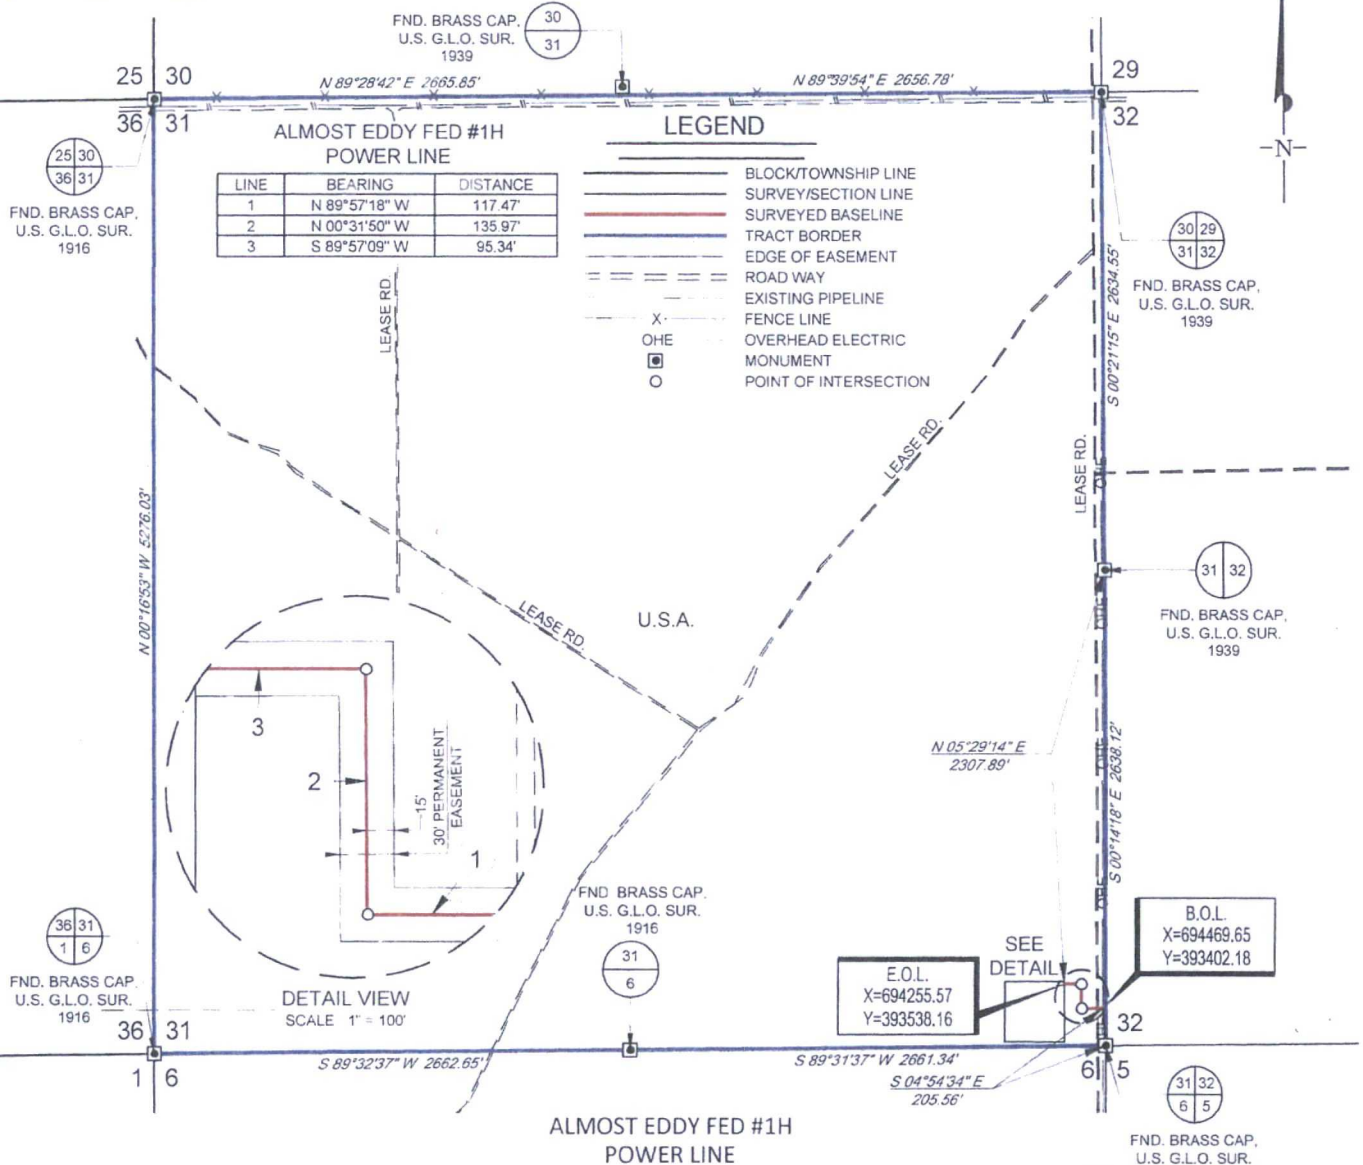 FND. BRASS CAP,
U.S. G.L.O. SUR.
1939
30
31
25 30
36 31
N 89°28'42" E 2665.85'
N 89°39'54" E 2656.78'
29
32
-N-
ALMOST EDDY FED #1H
POWER LINE
LINE BEARING DISTANCE
1 N 89°57'18" W 117.47'
2 N 00°31'50" W 135.97'
3 S 89°57'09" W 95.34'
LEGEND
BLOCK/TOWNSHIP LINE
SURVEY/SECTION LINE
SURVEYED BASELINE
TRACT BORDER
EDGE OF EASEMENT
ROAD WAY
EXISTING PIPELINE
X FENCE LINE
OHE OVERHEAD ELECTRIC
MONUMENT
POINT OF INTERSECTION
25 30
36 31
FND. BRASS CAP,
U.S. G.L.O. SUR.
1916
30 29
31 32
FND. BRASS CAP,
U.S. G.L.O. SUR.
1939
S 00°21'15" E 2634.55'
LEASE RD.
LEASE RD.
LEASE RD.
OHE
N 00°16'53" W 5276.03'
LEASE RD.
U.S.A.
31 32
FND. BRASS CAP,
U.S. G.L.O. SUR.
1939
OHE
3
2
1
15'
30' PERMANENT
EASEMENT
DETAIL VIEW
SCALE 1" = 100'
N 05°29'14" E
2307.89'
OHE
S 00°14'18" E 2638.12'
OHE
FND BRASS CAP,
U.S. G.L.O. SUR.
1916
31
6
SEE
DETAIL
B.O.L.
X=694469.65
Y=393402.18
E.O.L.
X=694255.57
Y=393538.16
36 31
1 6
FND. BRASS CAP,
U.S. G.L.O. SUR.
1916
36 31
1 6
S 89°32'37" W 2662.65'
S 89°31'37" W 2661.34'
S 04°54'34" E
205.56'
32
6 5
31 32
6 5
FND. BRASS CAP,
U.S. G.L.O. SUR.
ALMOST EDDY FED #1H
POWER LINE